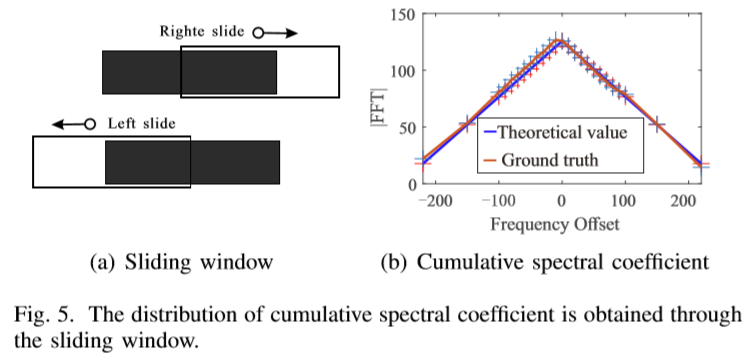 Righte slide
Left slide
(a) Sliding window
150
100
50
0
|FFT|
Theoretical value
Ground truth
−200 −100 0 100 200
Frequency Offset
(b) Cumulative spectral coefficient
Fig. 5. The distribution of cumulative spectral coefficient is obtained through
the sliding window.